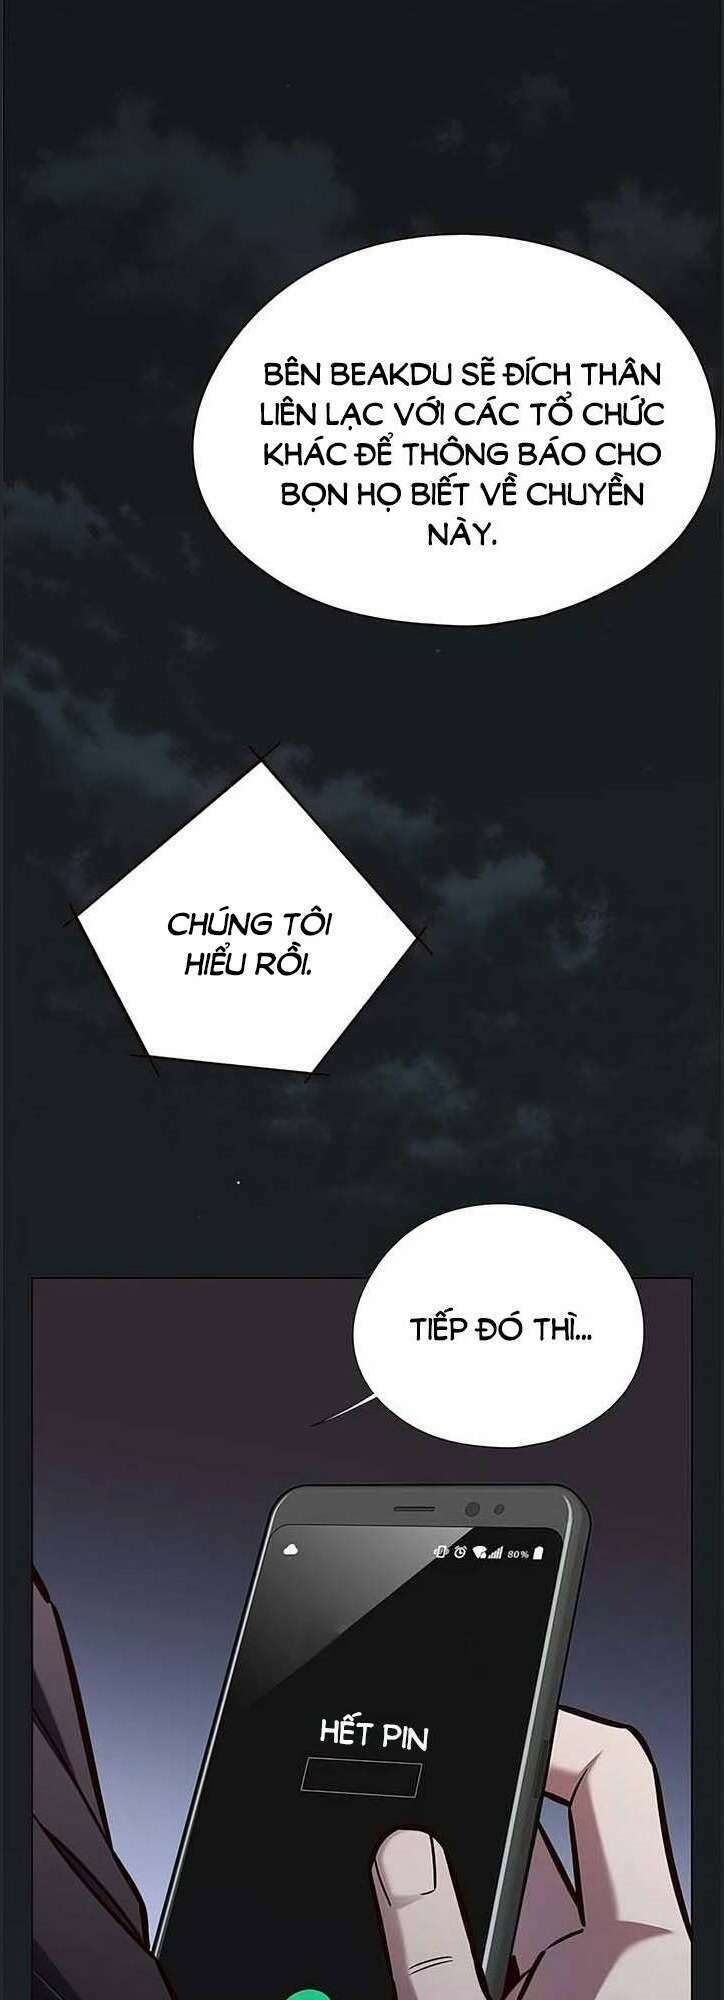 BÊN BEAKDU SẼ ĐÍCH THÂN
LIÊN LẠC VỚI CÁC TỔ CHỨC
KHÁC ĐỂ THÔNG BÁO CHO
BỌN HỌ BIẾT VỀ CHUYỀN
NÀY.
CHÚNG TÔI
HIỂU RỒI.
TIẾP ĐÓ THÌ...
80%
HẾT PIN